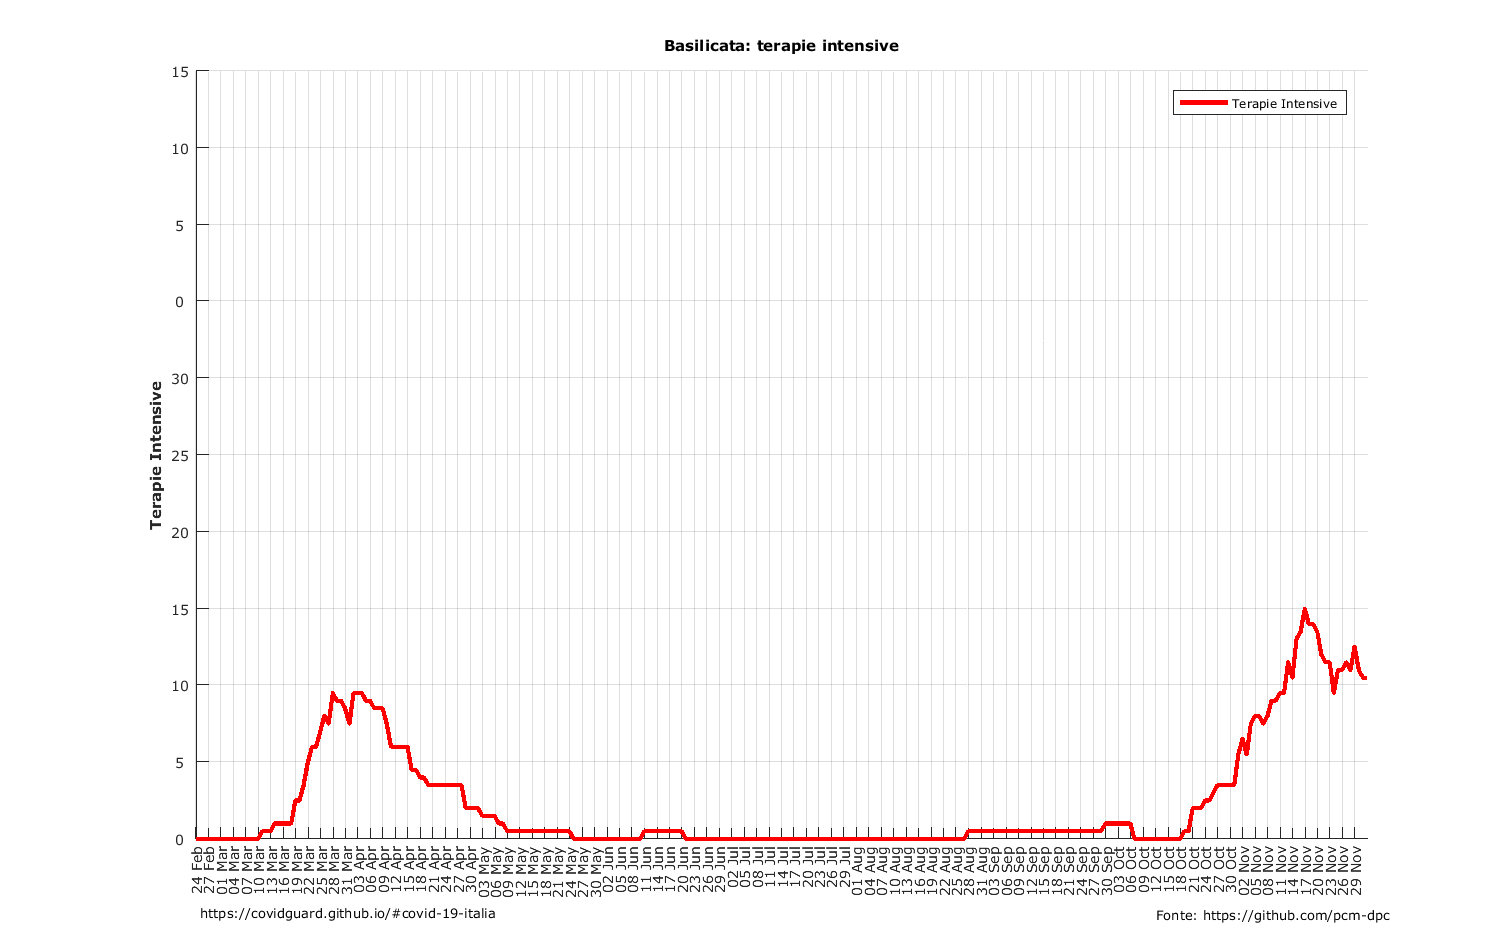 Basilicata: terapie intensive
Terapie Intensive
15
10
5
0
30
25
20
15
10
5
0
Terapie Intensive
24 Feb
27 Feb
01 Mar
04 Mar
07 Mar
10 Mar
13 Mar
16 Mar
19 Mar
22 Mar
25 Mar
28 Mar
31 Mar
03 Apr
06 Apr
09 Apr
12 Apr
15 Apr
18 Apr
21 Apr
24 Apr
27 Apr
30 Apr
03 May
06 May
09 May
12 May
15 May
18 May
21 May
24 May
27 May
30 May
02 Jun
05 Jun
08 Jun
11 Jun
14 Jun
17 Jun
20 Jun
23 Jun
26 Jun
29 Jun
02 Jul
05 Jul
08 Jul
11 Jul
14 Jul
17 Jul
20 Jul
23 Jul
26 Jul
29 Jul
01 Aug
04 Aug
07 Aug
10 Aug
13 Aug
16 Aug
19 Aug
22 Aug
25 Aug
28 Aug
31 Aug
03 Sep
06 Sep
09 Sep
12 Sep
15 Sep
18 Sep
21 Sep
24 Sep
27 Sep
30 Sep
03 Oct
06 Oct
09 Oct
12 Oct
15 Oct
18 Oct
21 Oct
24 Oct
27 Oct
30 Oct
02 Nov
05 Nov
08 Nov
11 Nov
14 Nov
17 Nov
20 Nov
23 Nov
26 Nov
29 Nov
https://covidguard.github.io/#covid-19-italia
Fonte: https://github.com/pcm-dpc